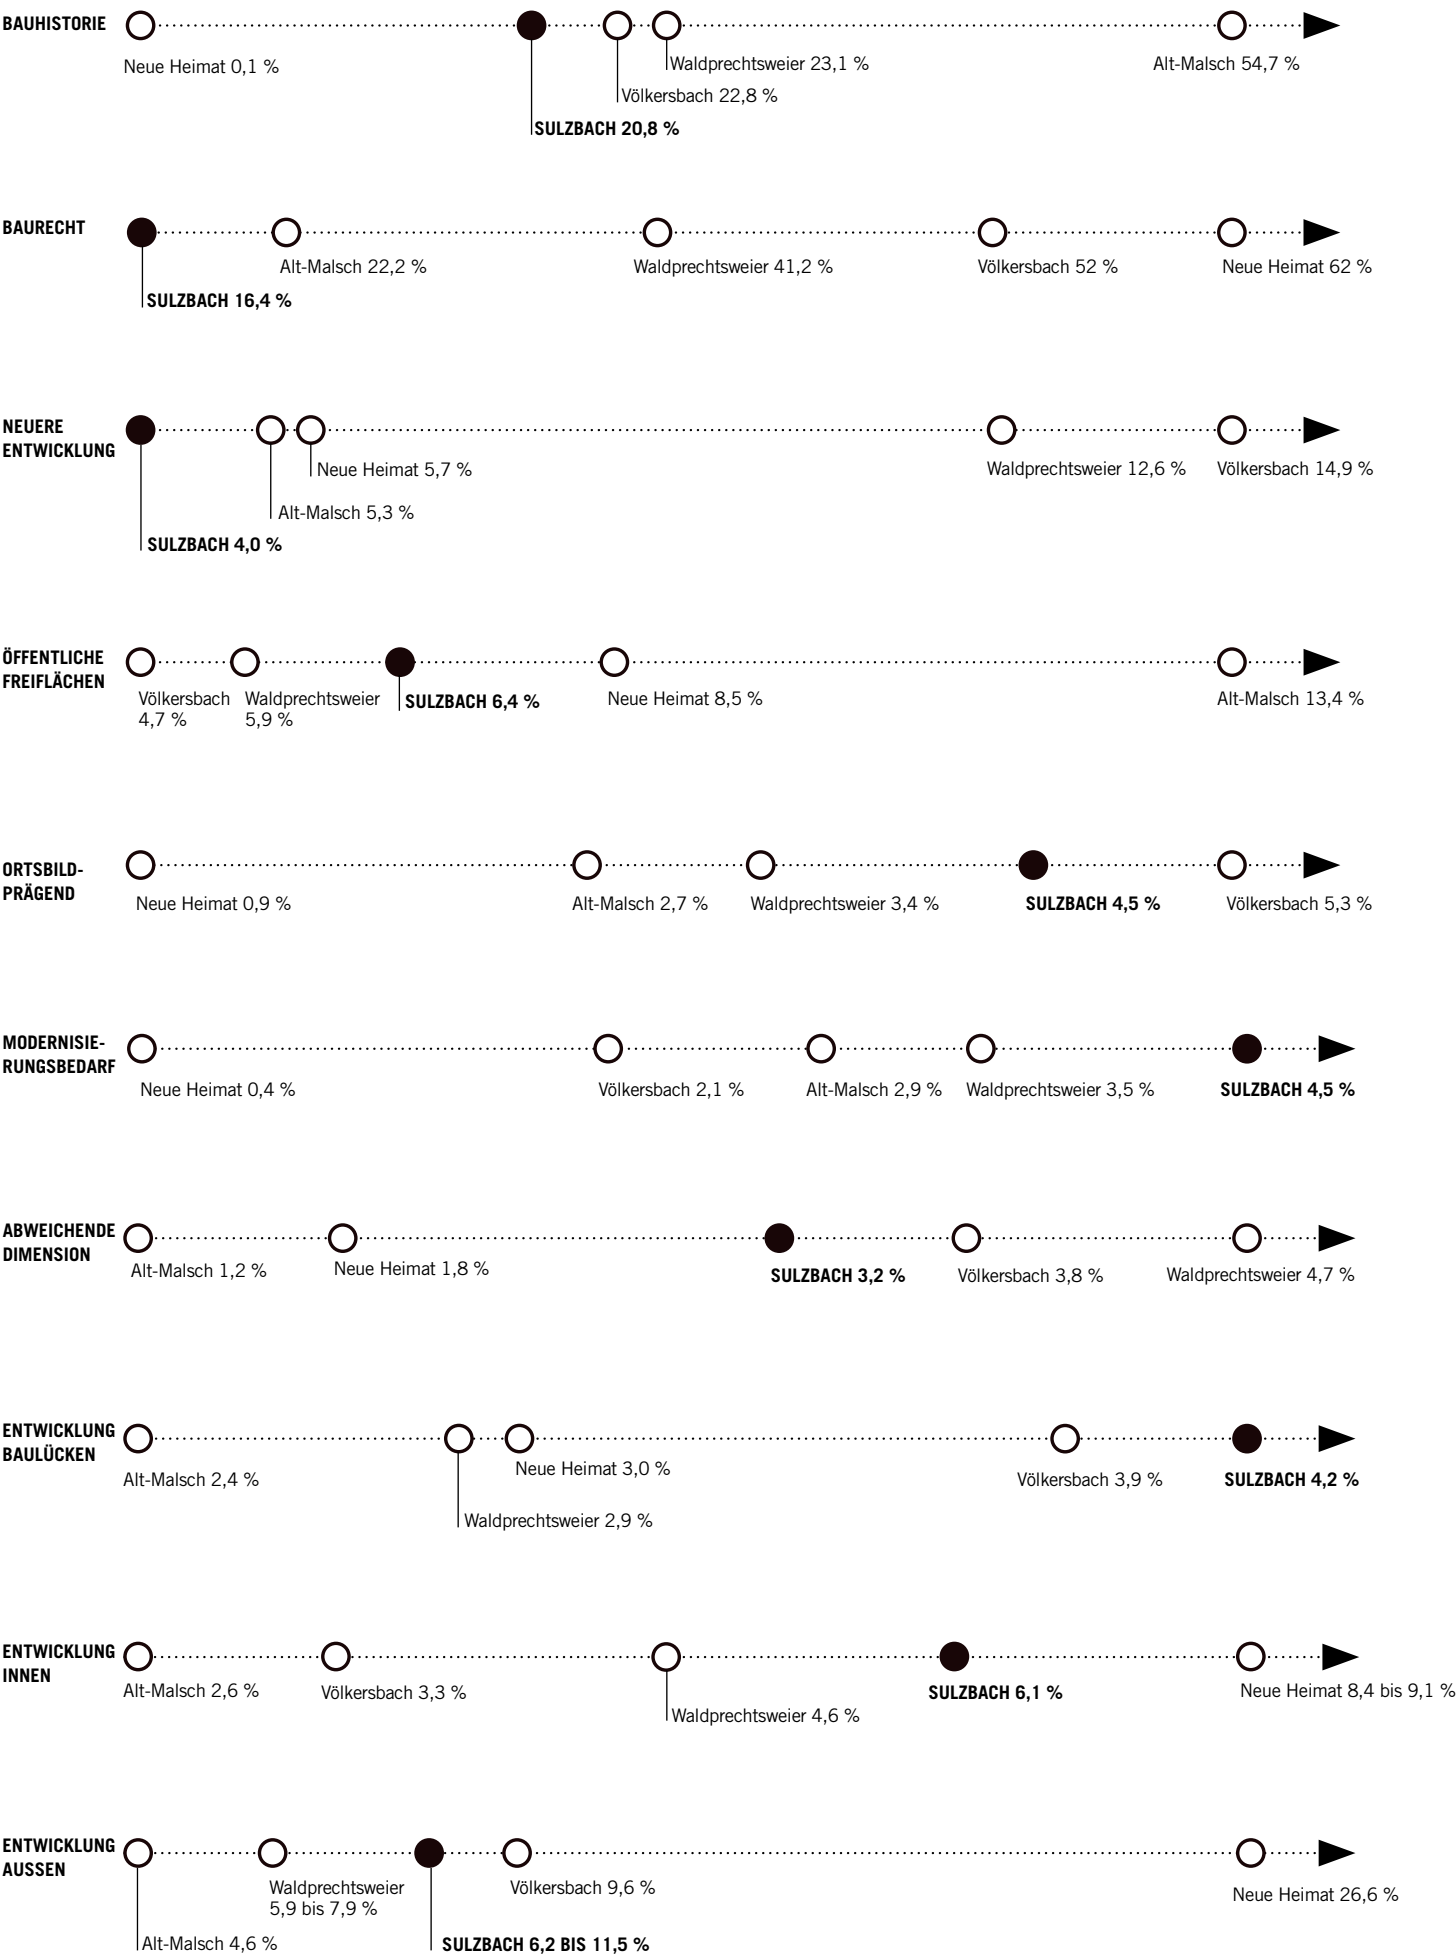 BAUHISTORIE
Neue Heimat 0,1 %
Waldprechtsweier 23,1 %
Alt-Malsch 54,7 %
Völkersbach 22,8 %
SULZBACH 20,8 %
BAURECHT
Alt-Malsch 22,2 %
Waldprechtsweier 41,2 %
Völkersbach 52 %
Neue Heimat 62 %
SULZBACH 16,4 %
NEUERE
ENTWICKLUNG
Neue Heimat 5,7 %
Waldprechtsweier 12,6 %
Völkersbach 14,9 %
Alt-Malsch 5,3 %
SULZBACH 4,0 %
ÖFFENTLICHE
FREIFLÄCHEN
Völkersbach
4,7 %
Waldprechtsweier
5,9 %
SULZBACH 6,4 %
Neue Heimat 8,5 %
Alt-Malsch 13,4 %
ORTSBILD-
PRÄGEND
Neue Heimat 0,9 %
Alt-Malsch 2,7 %
Waldprechtsweier 3,4 %
SULZBACH 4,5 %
Völkersbach 5,3 %
MODERNISIE-
RUNGSBEDARF
Neue Heimat 0,4 %
Völkersbach 2,1 %
Alt-Malsch 2,9 %
Waldprechtsweier 3,5 %
SULZBACH 4,5 %
ABWEICHENDE
DIMENSION
Alt-Malsch 1,2 %
Neue Heimat 1,8 %
SULZBACH 3,2 %
Völkersbach 3,8 %
Waldprechtsweier 4,7 %
ENTWICKLUNG
BAULÜCKEN
Alt-Malsch 2,4 %
Neue Heimat 3,0 %
Völkersbach 3,9 %
SULZBACH 4,2 %
Waldprechtsweier 2,9 %
ENTWICKLUNG
INNEN
Alt-Malsch 2,6 %
Völkersbach 3,3 %
Waldprechtsweier 4,6 %
SULZBACH 6,1 %
Neue Heimat 8,4 bis 9,1 %
ENTWICKLUNG
AUSSEN
Waldprechtsweier
5,9 bis 7,9 %
Völkersbach 9,6 %
Neue Heimat 26,6 %
Alt-Malsch 4,6 %
SULZBACH 6,2 BIS 11,5 %